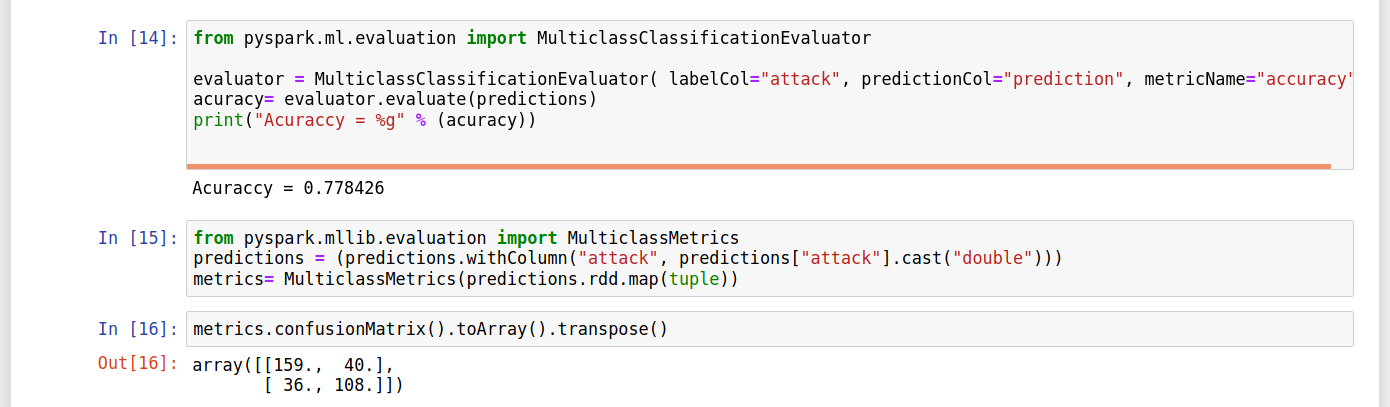 In [14]: from pyspark.ml.evaluation import MulticlassClassificationEvaluator
evaluator = MulticlassClassificationEvaluator( labelCol="attack", predictionCol="prediction", metricName="accuracy"
acuracy= evaluator.evaluate(predictions)
print("Acuraccy = %g" % (acuracy))
Acuraccy = 0.778426
In [15]: from pyspark.mllib.evaluation import MulticlassMetrics
predictions = (predictions.withColumn("attack", predictions["attack"].cast("double")))
metrics= MulticlassMetrics(predictions.rdd.map(tuple))
In [16]: metrics.confusionMatrix().toArray().transpose()
Out[16]: array([[159.,  40.],
[ 36., 108.]])